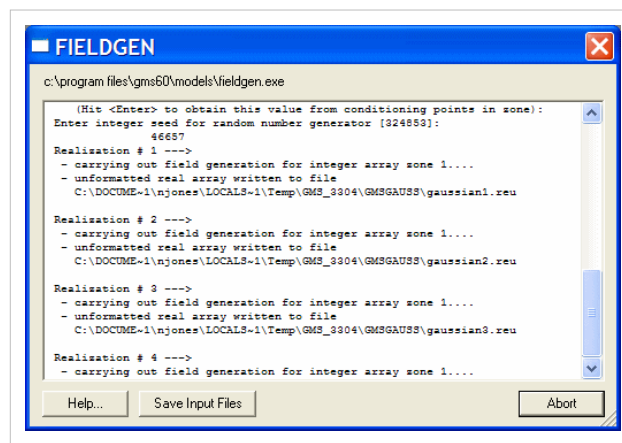 FIELDGEN
c:\program files\gms60\models\fieldgen.exe
(Hit <Enter> to obtain this value from conditioning points in zone):
Enter integer seed for random number generator [324853]:
46657
Realization # 1 --->
- carrying out field generation for integer array zone 1....
- unformatted real array written to file
C:\DOCUME~1\njones\LOCALS~1\Temp\GMS_3304\GMSGAUSS\gaussian1.reu
Realization # 2 --->
- carrying out field generation for integer array zone 1....
- unformatted real array written to file
C:\DOCUME~1\njones\LOCALS~1\Temp\GMS_3304\GMSGAUSS\gaussian2.reu
Realization # 3 --->
- carrying out field generation for integer array zone 1....
- unformatted real array written to file
C:\DOCUME~1\njones\LOCALS~1\Temp\GMS_3304\GMSGAUSS\gaussian3.reu
Realization # 4 --->
- carrying out field generation for integer array zone 1....
Help... Save Input Files Abort